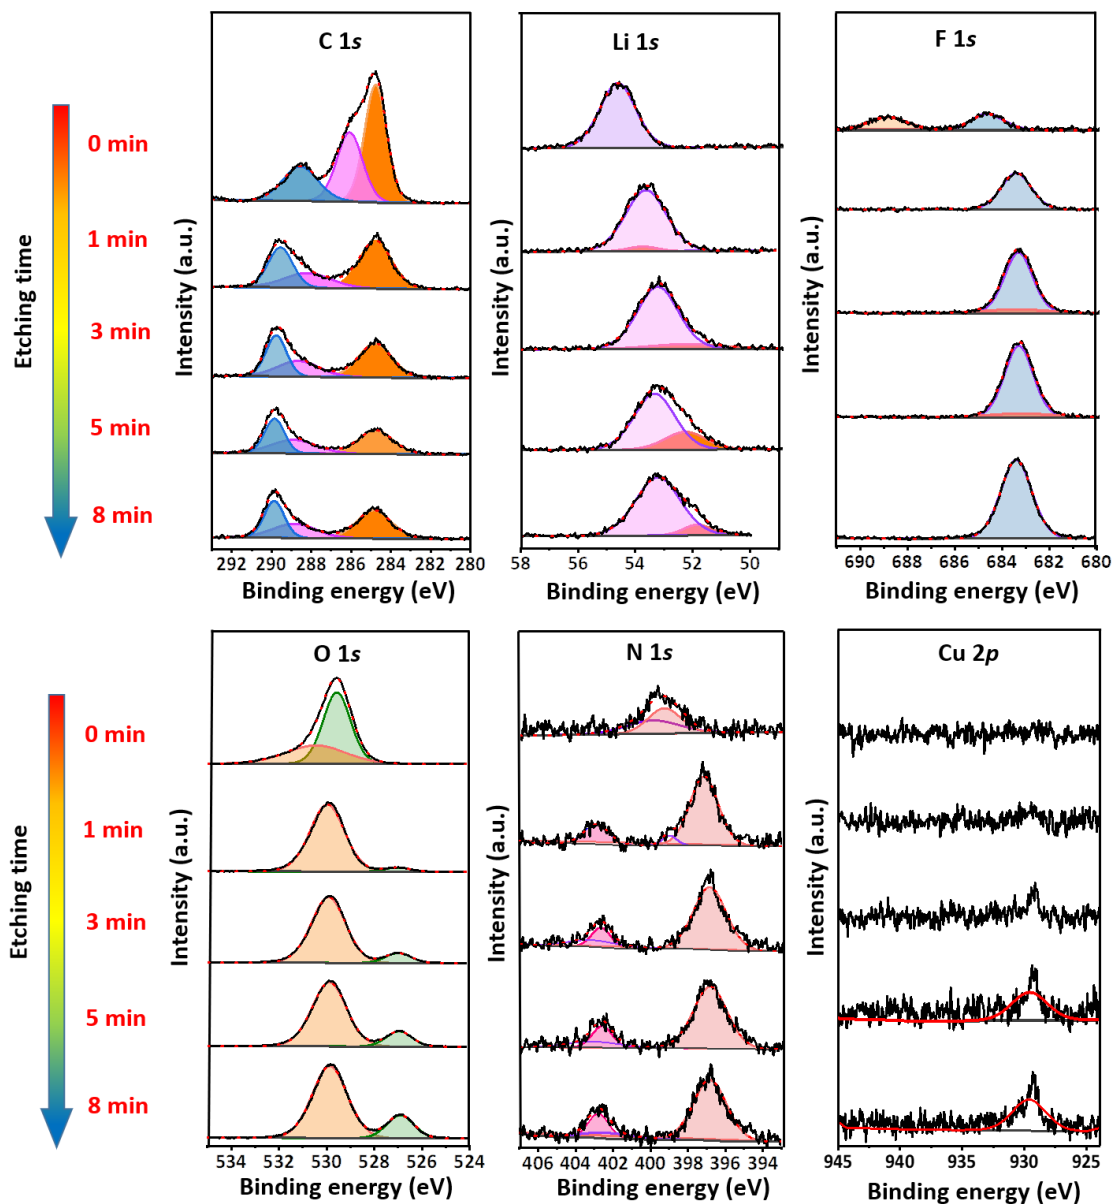 C 1s
Li 1s
F 1s
Etching time
0 min
1 min
3 min
5 min
8 min
Intensity (a.u.)
Intensity (a.u.)
Intensity (a.u.)
292 290 288 286 284 282 280
58 56 54 52 50
690 688 686 684 682 680
Binding energy (eV)
Binding energy (eV)
Binding energy (eV)
O 1s
N 1s
Cu 2p
Etching time
0 min
1 min
3 min
5 min
8 min
Intensity (a.u.)
Intensity (a.u.)
Intensity (a.u.)
534 532 530 528 526 524
406 404 402 400 398 396 394
945 940 935 930 925
Binding energy (eV)
Binding energy (eV)
Binding energy (eV)